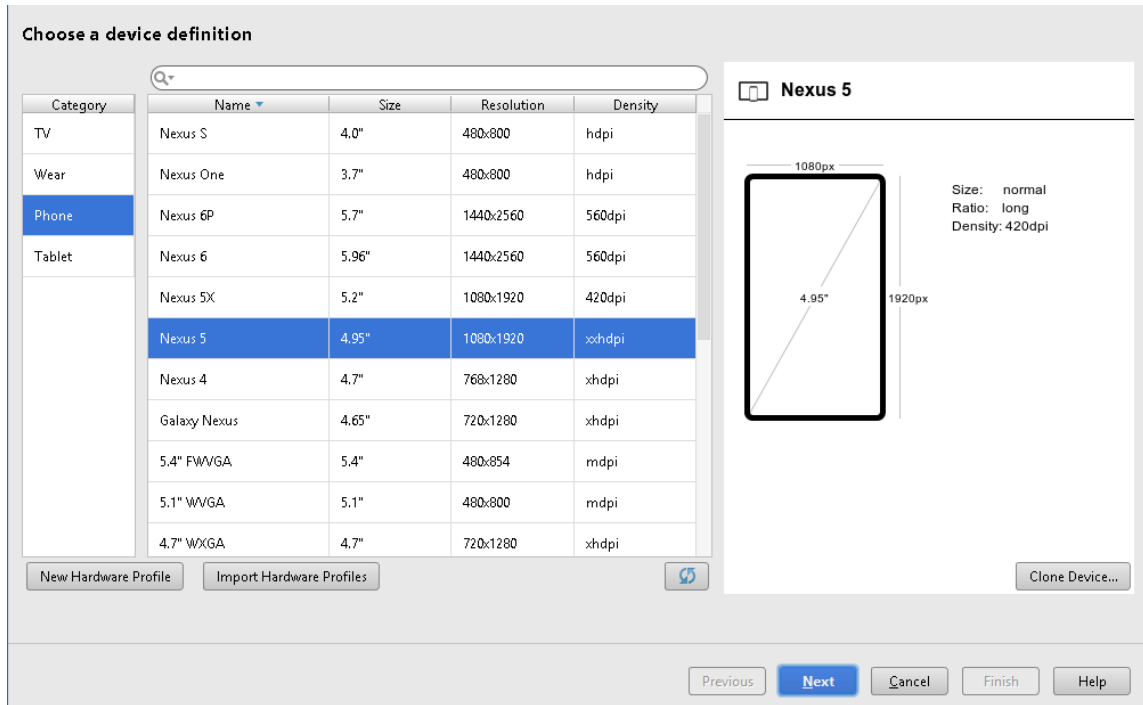 Choose a device definition
Category
TV
Wear
Phone
Tablet
Name Size Resolution Density
Nexus S 4.0" 480x800 hdpi
Nexus One 3.7" 480x800 hdpi
Nexus 6P 5.7" 1440x2560 560dpi
Nexus 6 5.96" 1440x2560 560dpi
Nexus 5X 5.2" 1080x1920 420dpi
Nexus 5 4.95" 1080x1920 xxhdpi
Nexus 4 4.7" 768x1280 xhdpi
Galaxy Nexus 4.65" 720x1280 xhdpi
5.4" FWVGA 5.4" 480x854 mdpi
5.1" WVGA 5.1" 480x800 mdpi
4.7" WXGA 4.7" 720x1280 xhdpi
New Hardware Profile Import Hardware Profiles
Nexus 5
1080px
4.95"
1920px
Size: normal
Ratio: long
Density: 420dpi
Clone Device...
Previous Next Cancel Finish Help